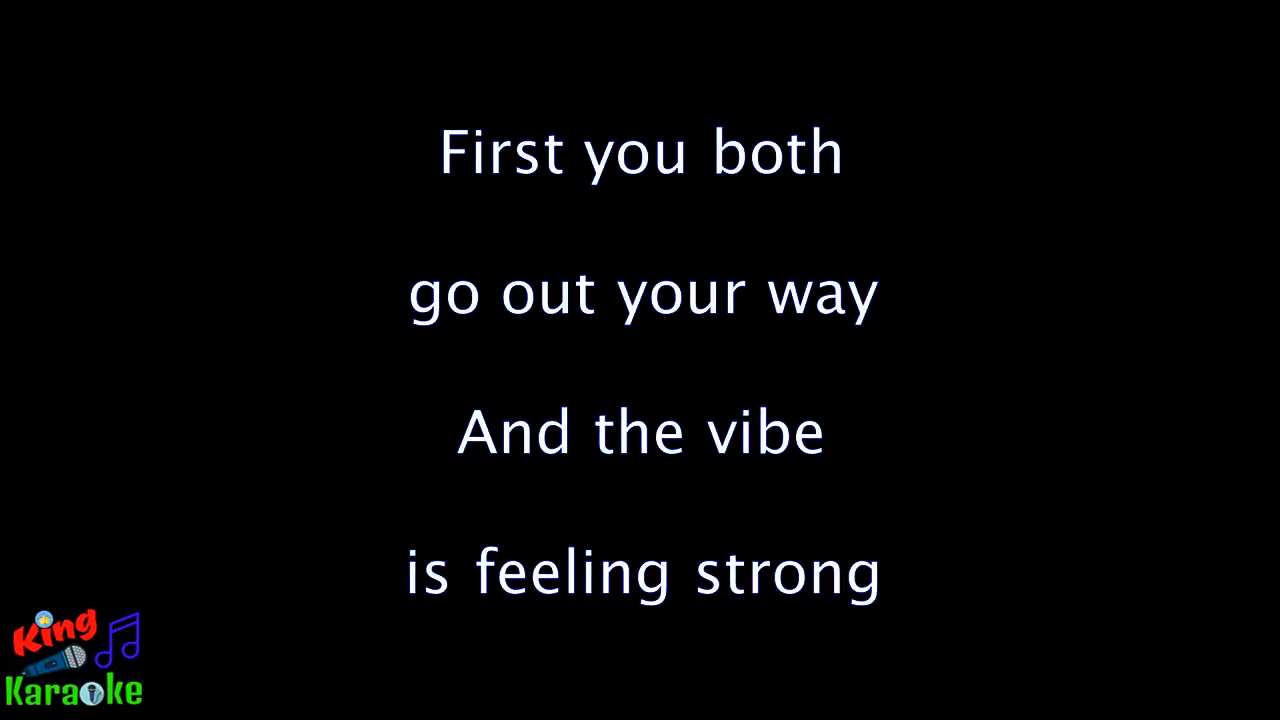 First you both
go out your way
And the vibe
is feeling strong
King
Karaoke